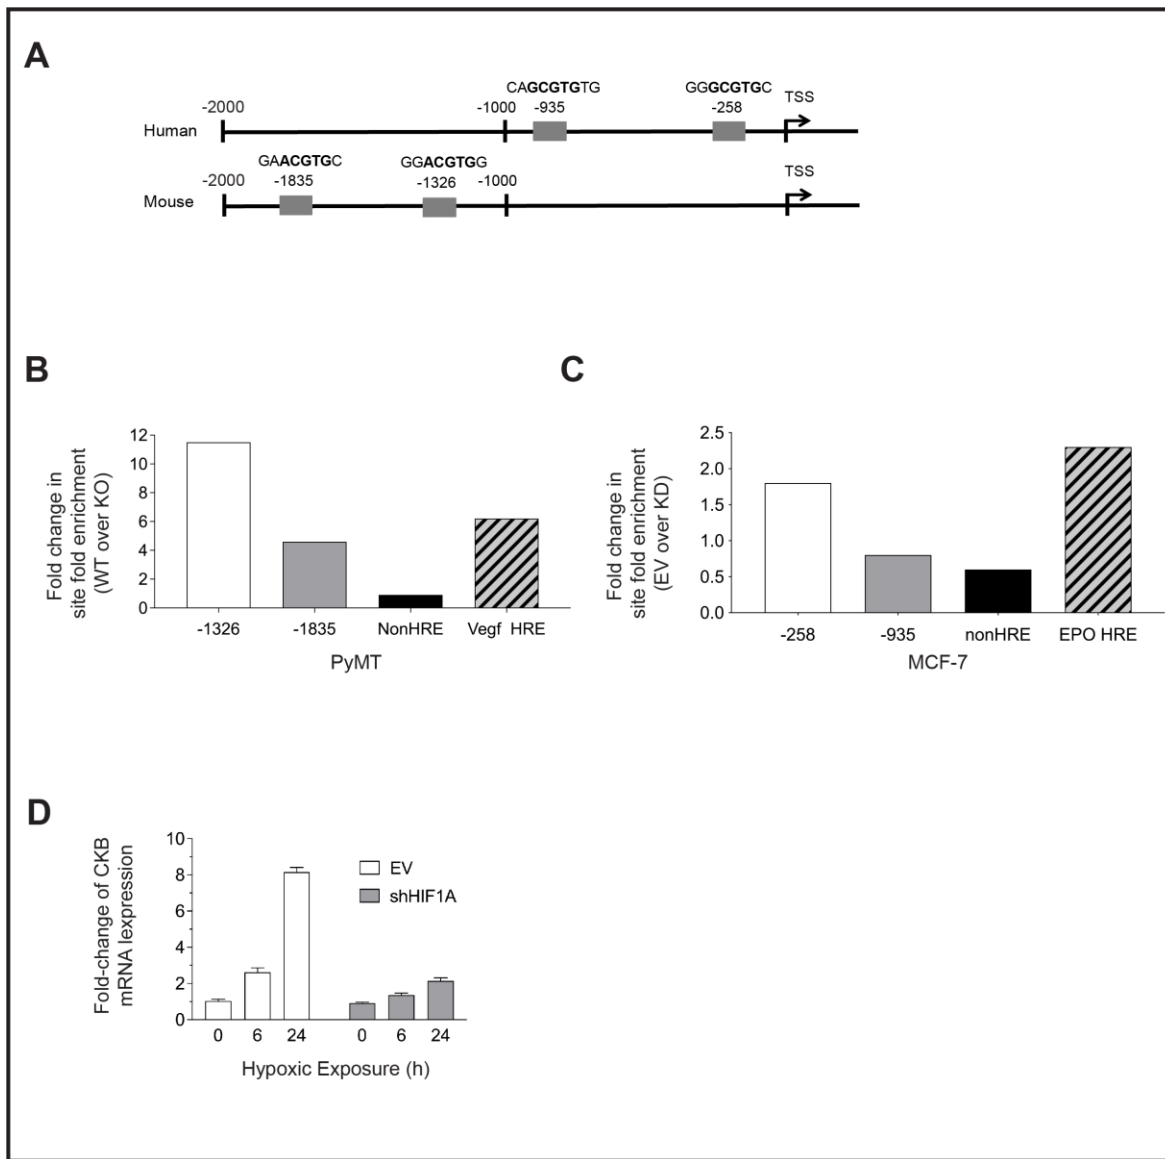 A
CAGCGTGTG GGGCGTGC
-2000 -1000 -935 -258 TSS
Human
GAACGTGC GGACGTGG
-2000 -1835 -1326 -1000 TSS
Mouse
B
Fold change in
site fold enrichment
(WT over KO)
12
10
8
6
4
2
0
-1326 -1835 NonHRE Vegf HRE
PyMT
C
Fold change in
site fold enrichment
(EV over KD)
2.5
2.0
1.5
1.0
0.5
0.0
-258 -935 nonHRE EPO HRE
MCF-7
D
Fold-change of CKB
mRNA lexpression
10
8
6
4
2
0
EV
shHIF1A
0 6 24 0 6 24
Hypoxic Exposure (h)